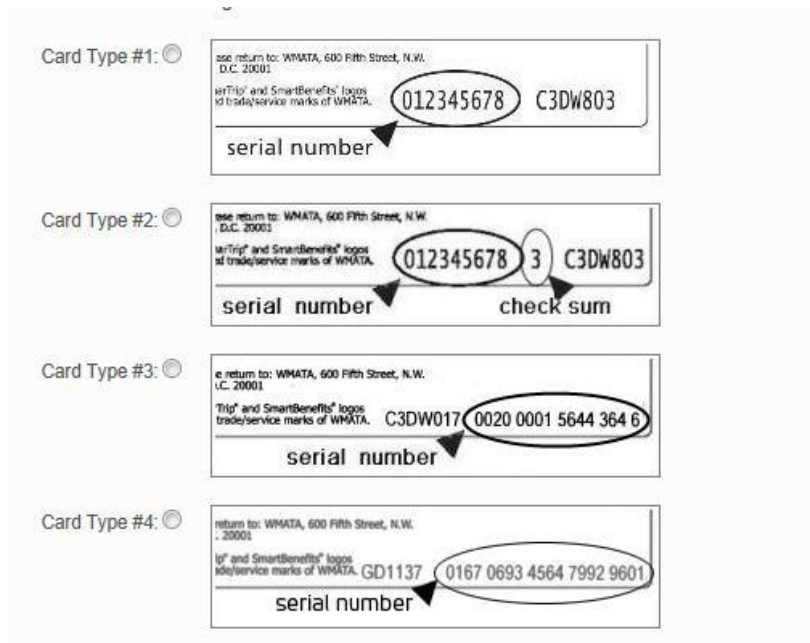 Card Type #1:
ase return to: WMATA, 600 Fifth Street, N.W.
D.C. 20001
arTrip® and SmartBenefits® logos
d trade/service marks of WMATA.
012345678 C3DW803
serial number
Card Type #2:
ase return to: WMATA, 600 Fifth Street, N.W.
, D.C. 20001
arTrip® and SmartBenefits® logos
d trade/service marks of WMATA.
012345678 3 C3DW803
serial number check sum
Card Type #3:
e return to: WMATA, 600 Fifth Street, N.W.
.C. 20001
Trip® and SmartBenefits® logos
trade/service marks of WMATA. C3DW017 0020 0001 5644 364 6
serial number
Card Type #4:
return to: WMATA, 600 Fifth Street, N.W.
. 20001
ip® and SmartBenefits® logos
ade/service marks of WMATA. GD1137 0167 0693 4564 7992 9601
serial number